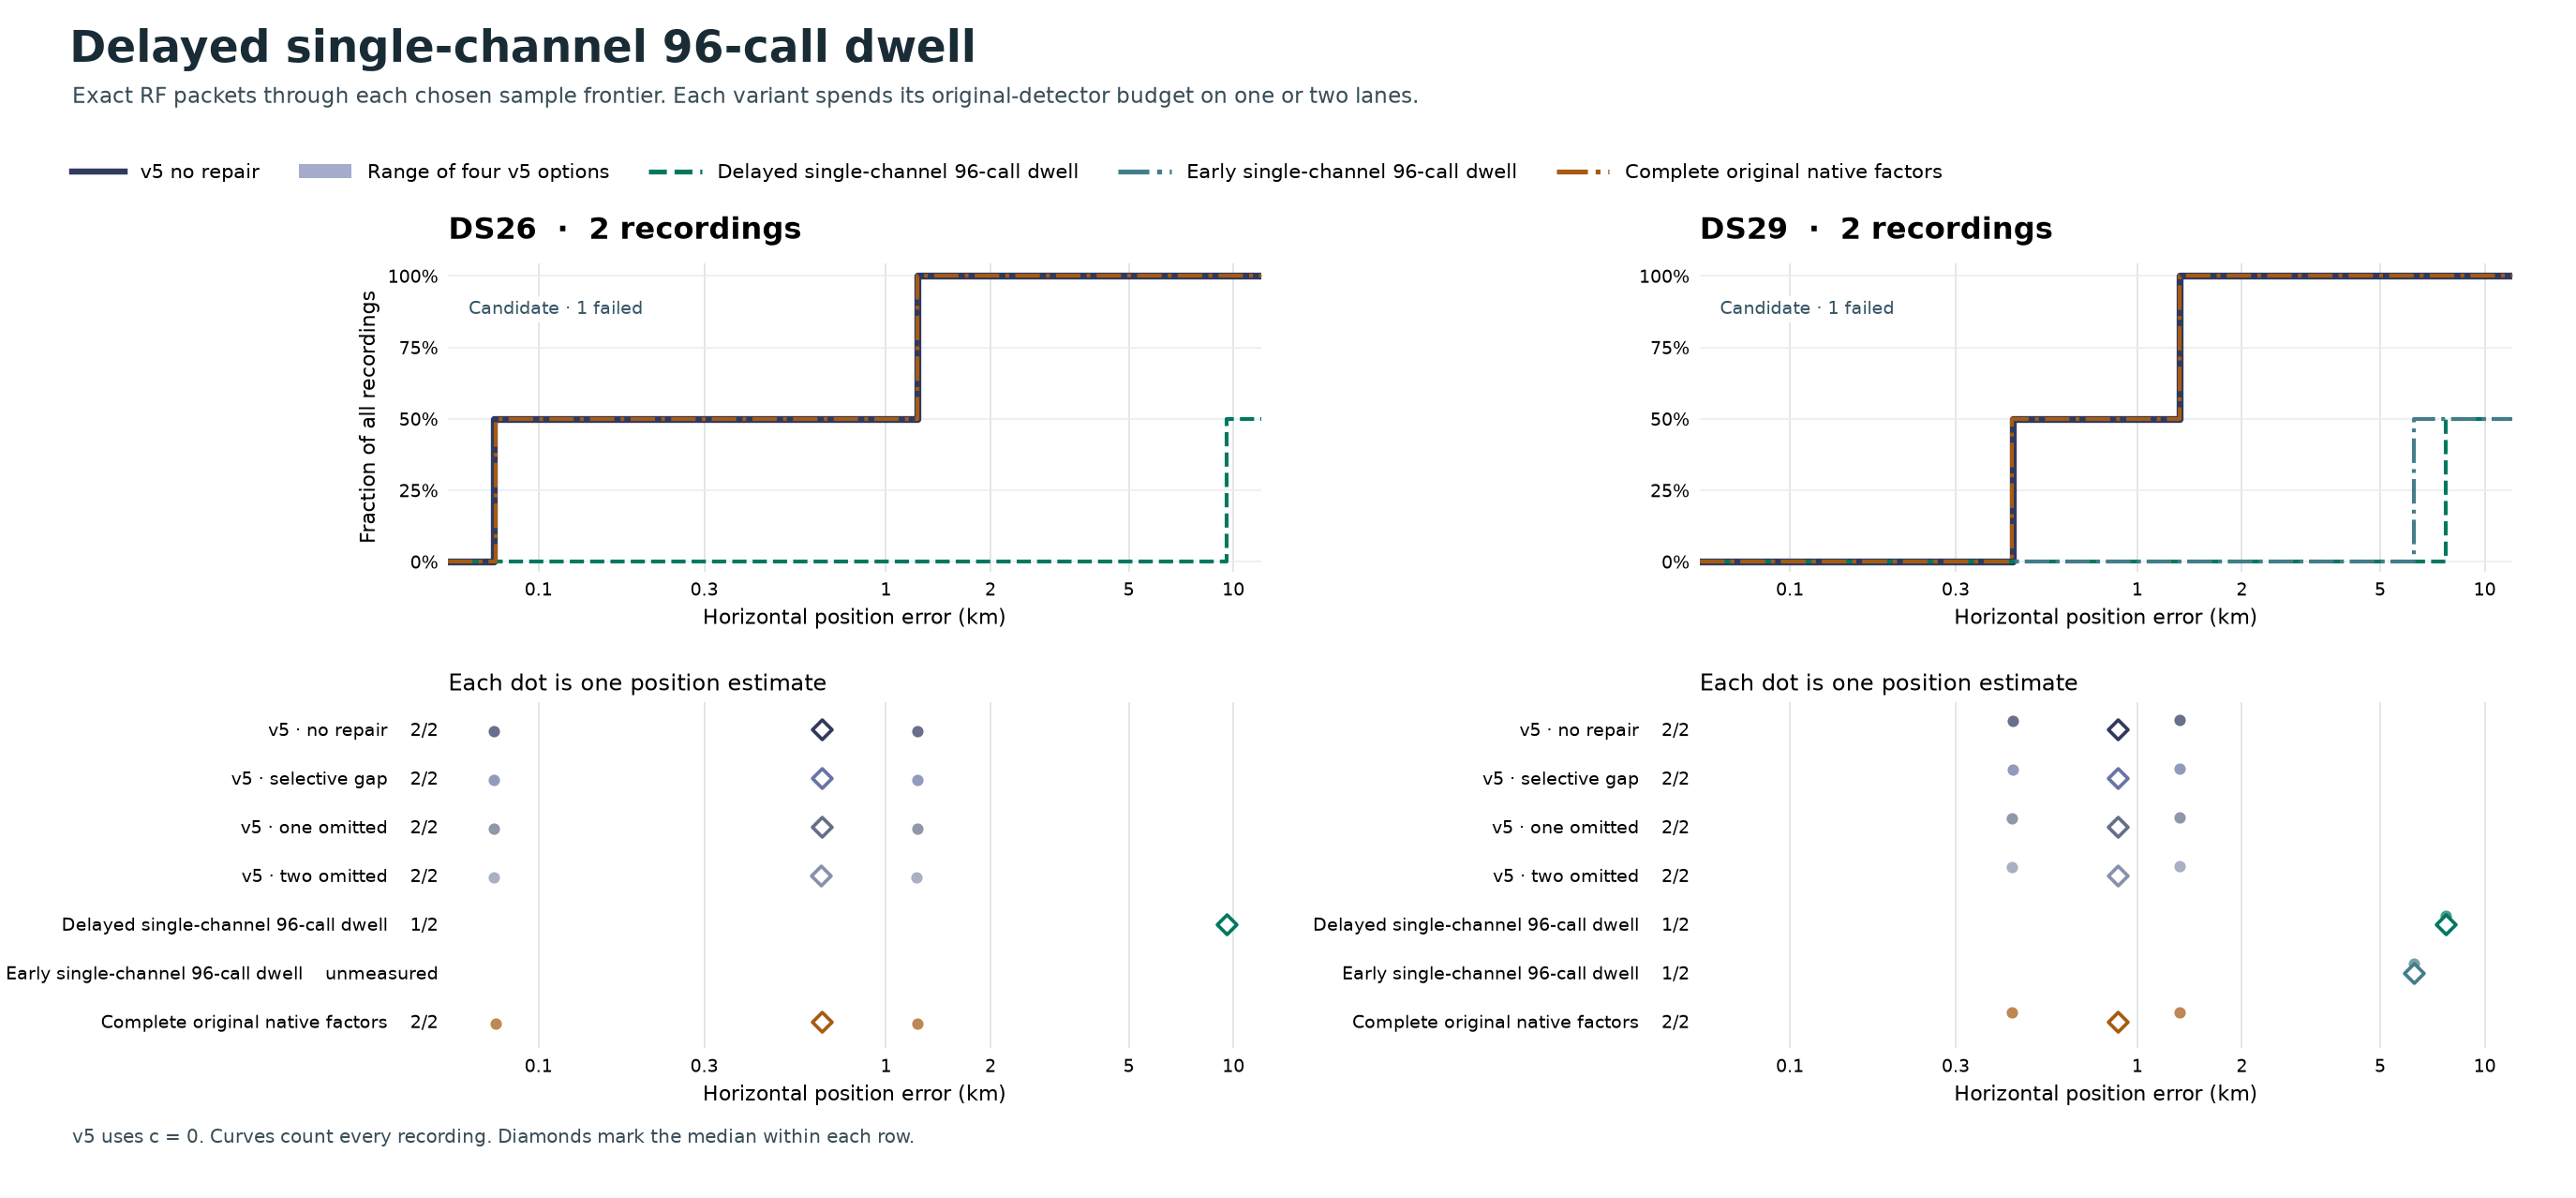 Delayed single-channel 96-call dwell
Exact RF packets through each chosen sample frontier. Each variant spends its original-detector budget on one or two lanes.
v5 no repair
Range of four v5 options
Delayed single-channel 96-call dwell
Early single-channel 96-call dwell
Complete original native factors
DS26 · 2 recordings
Fraction of all recordings
100%
75%
50%
25%
0%
Candidate · 1 failed
0.1 0.3 1 2 5 10
Horizontal position error (km)
DS29 · 2 recordings
100%
75%
50%
25%
0%
Candidate · 1 failed
0.1 0.3 1 2 5 10
Horizontal position error (km)
Each dot is one position estimate
v5 · no repair 2/2
v5 · selective gap 2/2
v5 · one omitted 2/2
v5 · two omitted 2/2
Delayed single-channel 96-call dwell 1/2
Early single-channel 96-call dwell unmeasured
Complete original native factors 2/2
0.1 0.3 1 2 5 10
Horizontal position error (km)
Each dot is one position estimate
v5 · no repair 2/2
v5 · selective gap 2/2
v5 · one omitted 2/2
v5 · two omitted 2/2
Delayed single-channel 96-call dwell 1/2
Early single-channel 96-call dwell 1/2
Complete original native factors 2/2
0.1 0.3 1 2 5 10
Horizontal position error (km)
v5 uses c = 0. Curves count every recording. Diamonds mark the median within each row.